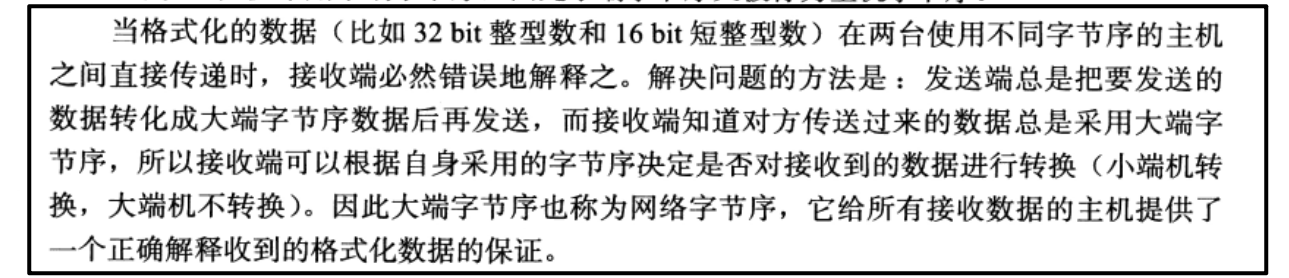 当格式化的数据（比如 32 bit 整型数和 16 bit 短整型数）在两台使用不同字节序的主机
之间直接传递时，接收端必然错误地解释之。解决问题的方法是：发送端总是把要发送的
数据转化成大端字节序数据后再发送，而接收端知道对方传送过来的数据总是采用大端字
节序，所以接收端可以根据自身采用的字节序决定是否对接收到的数据进行转换（小端机转
换，大端机不转换）。因此大端字节序也称为网络字节序，它给所有接收数据的主机提供了
一个正确解释收到的格式化数据的保证。